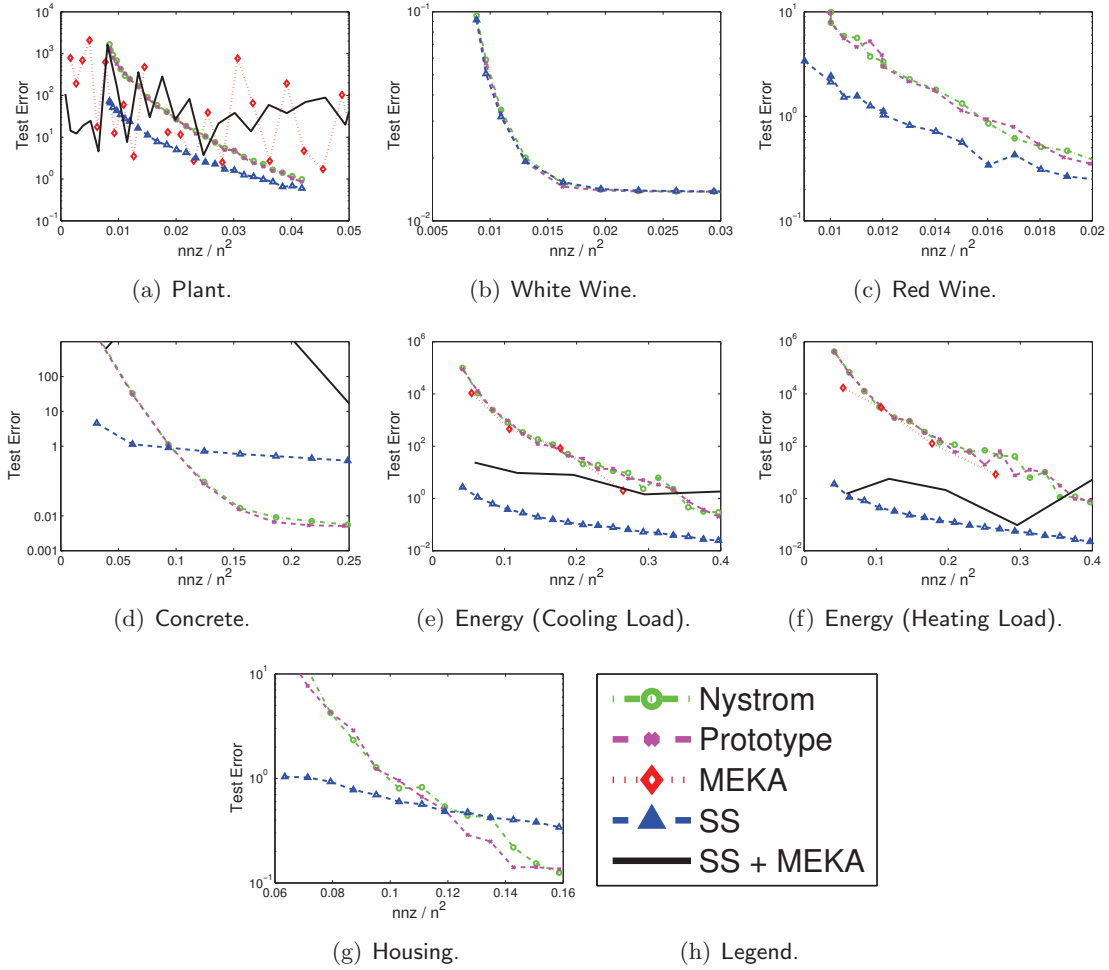 10^4
10^3
10^2
10^1
10^0
10^-1
Test Error
0 0.01 0.02 0.03 0.04 0.05
nnz / n^2
(a) Plant.
10^-1
10^-2
Test Error
0.005 0.01 0.015 0.02 0.025 0.03
nnz / n^2
(b) White Wine.
10^1
10^0
10^-1
Test Error
0.01 0.012 0.014 0.016 0.018 0.02
nnz / n^2
(c) Red Wine.
100
10
1
0.01
0.001
Test Error
0 0.05 0.1 0.15 0.2 0.25
nnz / n^2
(d) Concrete.
10^6
10^4
10^2
10^0
10^-2
Test Error
0 0.1 0.2 0.3 0.4
nnz / n^2
(e) Energy (Cooling Load).
10^6
10^4
10^2
10^0
10^-2
Test Error
0 0.1 0.2 0.3 0.4
nnz / n^2
(f) Energy (Heating Load).
10^1
10^0
10^-1
Test Error
0.06 0.08 0.1 0.12 0.14 0.16
nnz / n^2
(g) Housing.
Nystrom
Prototype
MEKA
SS
SS + MEKA
(h) Legend.